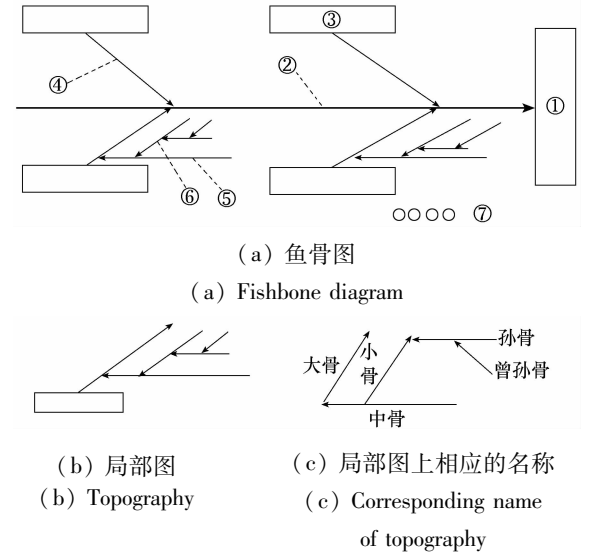 ③
②
④
①
⑥
⑤
○○○○ ⑦
(a) 鱼骨图
(a) Fishbone diagram
大骨
小骨
孙骨
曾孙骨
中骨
(b) 局部图
(b) Topography
(c) 局部图上相应的名称
(c) Corresponding name
of topography